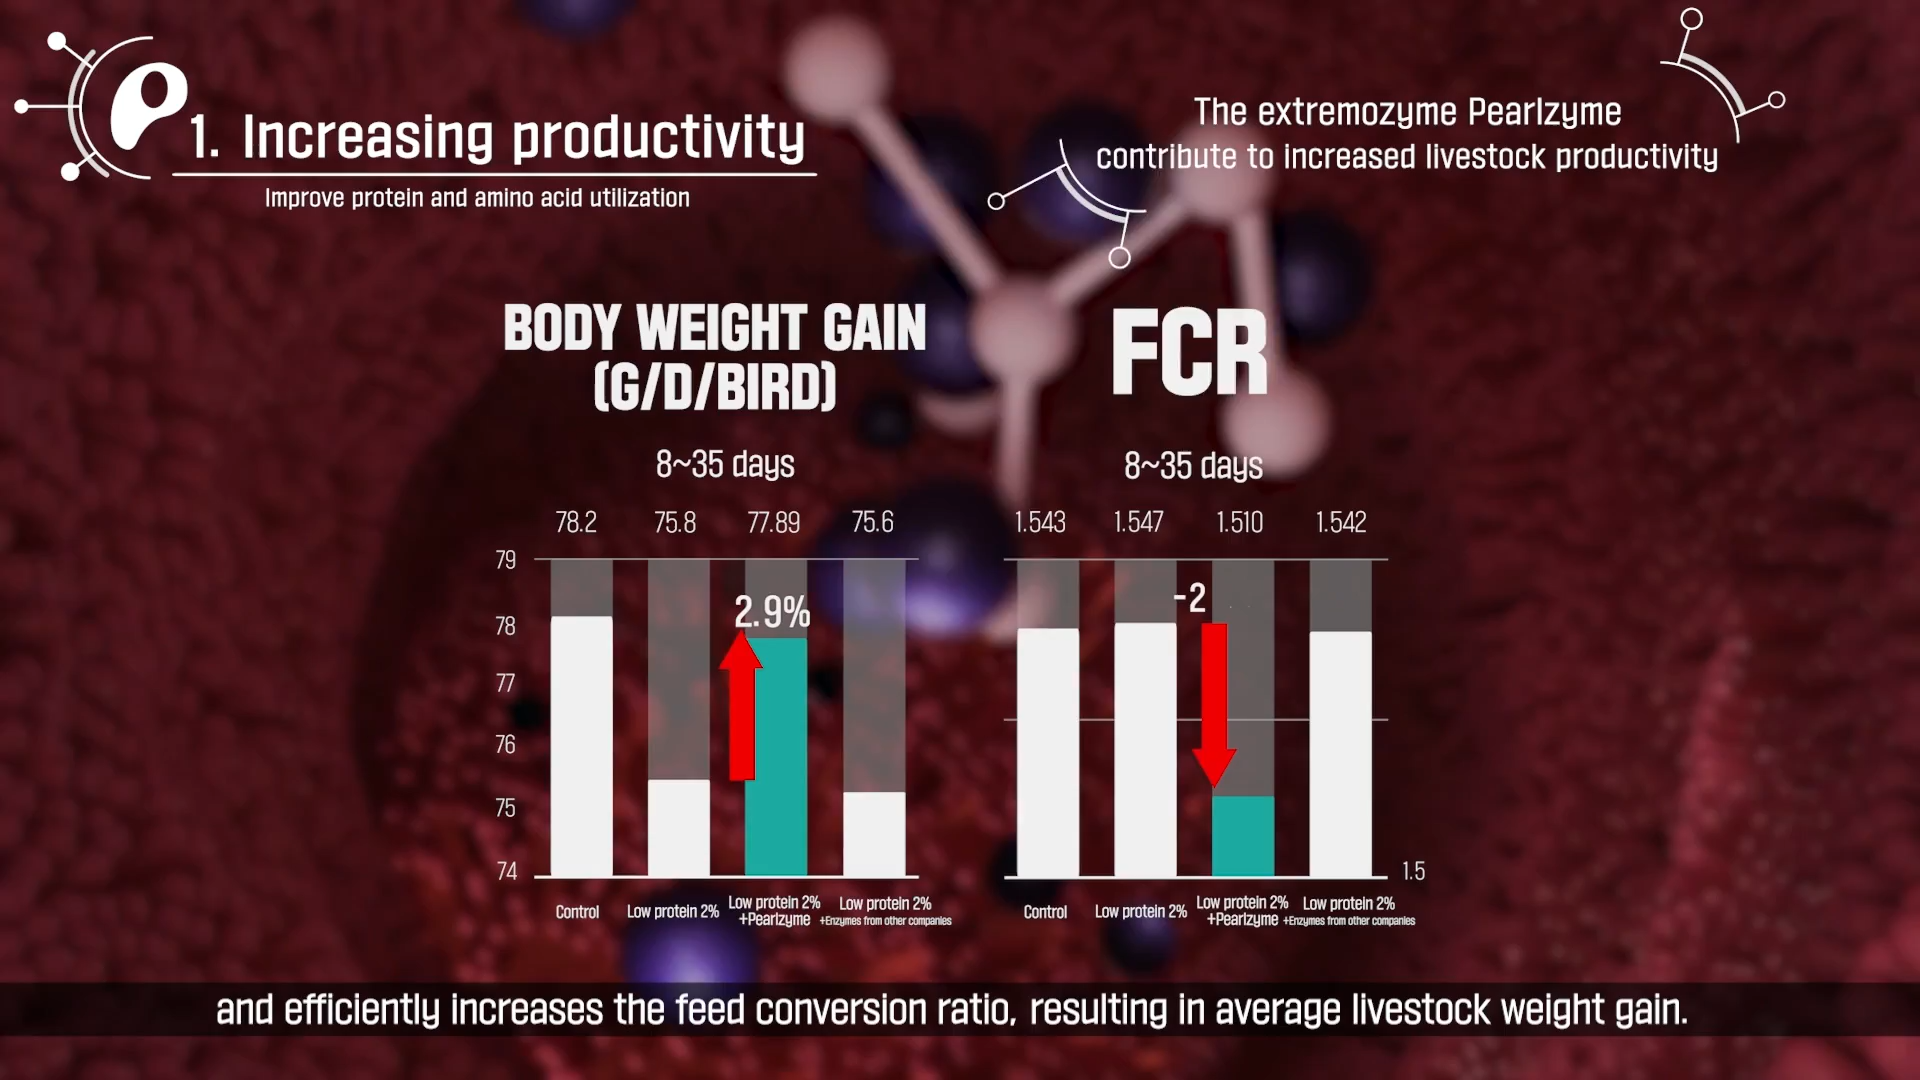 1. Increasing productivity
Improve protein and amino acid utilization
The extremozyme Pearlzyme
contribute to increased livestock productivity
BODY WEIGHT GAIN
(G/D/BIRD)
8~35 days
78.2 75.8 77.89 75.6
79
78
77
76
75
74
2.9%
Control
Low protein 2%
Low protein 2%
+Pearlzyme
Low protein 2%
+Enzymes from other companies
FCR
8~35 days
1.543 1.547 1.510 1.542
-2
1.5
Control
Low protein 2%
Low protein 2%
+Pearlzyme
Low protein 2%
+Enzymes from other companies
and efficiently increases the feed conversion ratio, resulting in average livestock weight gain.